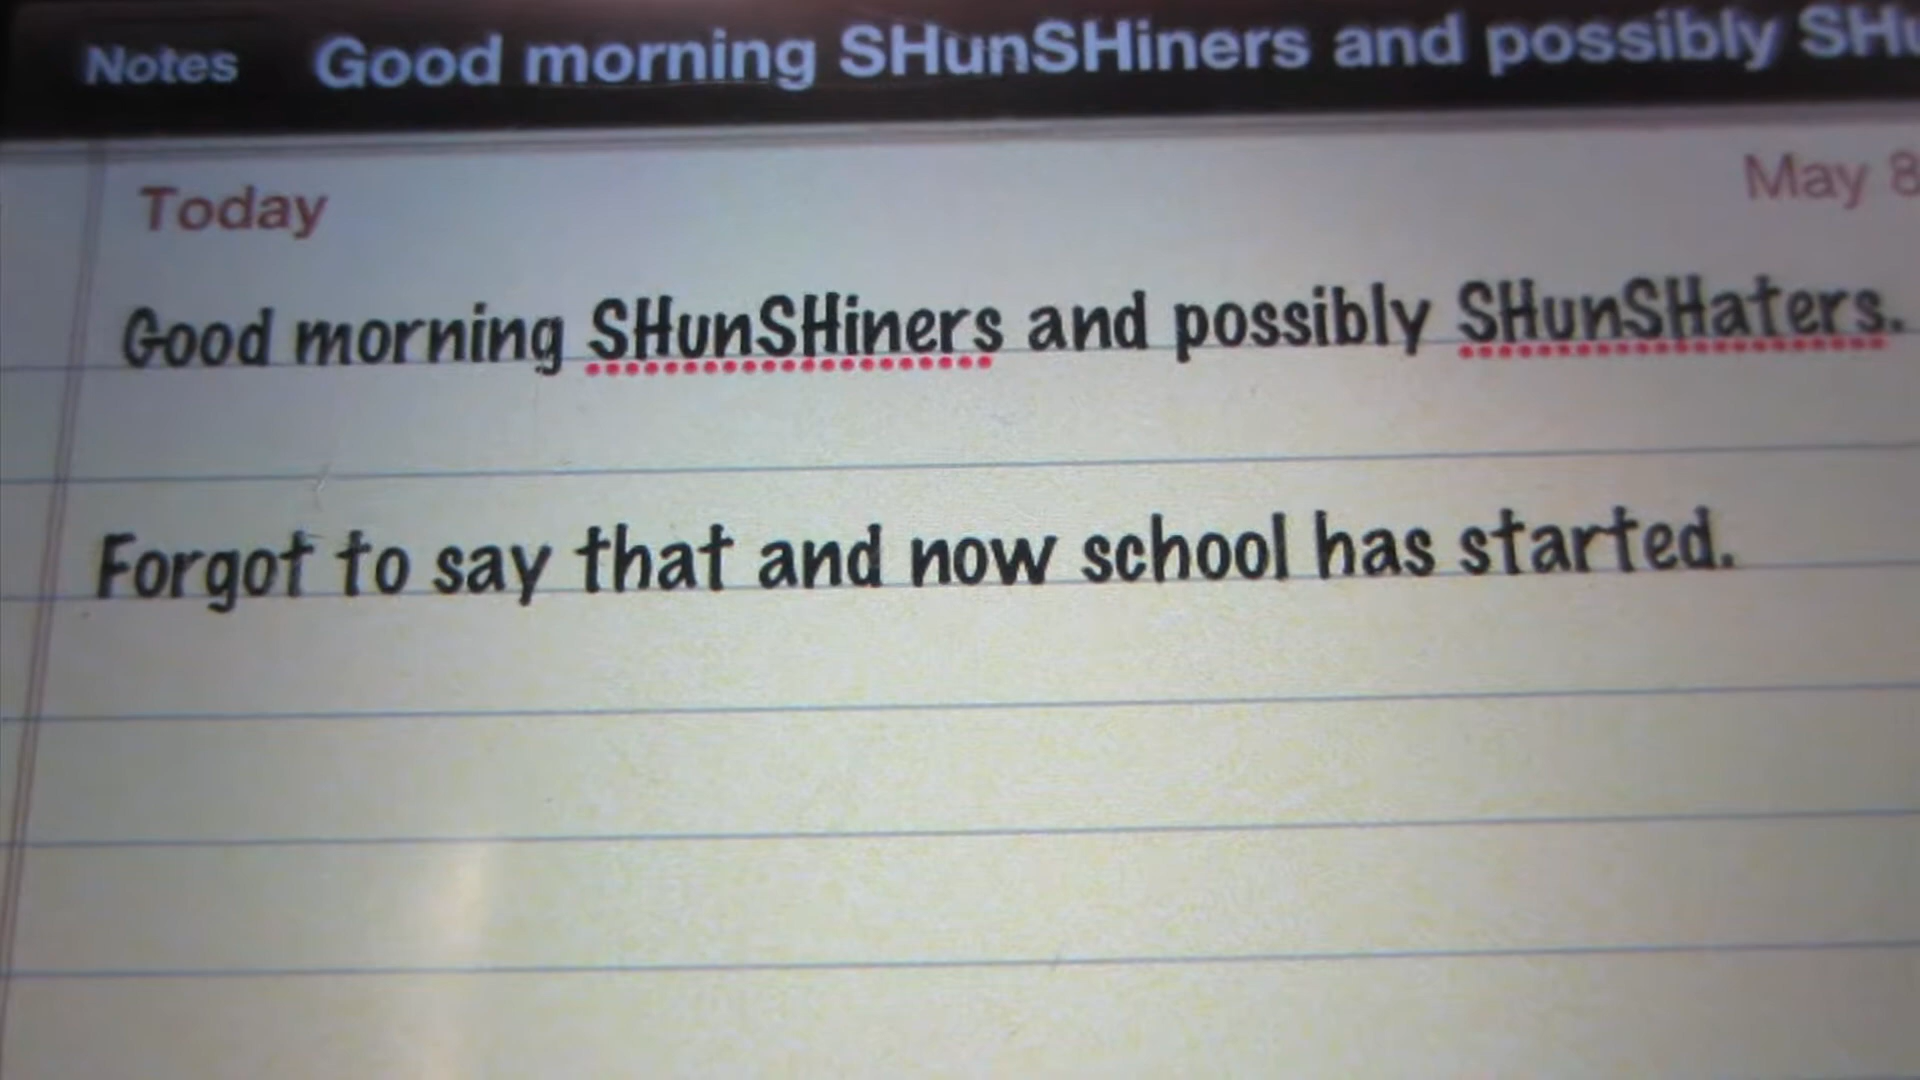 Notes Good morning SHunSHiners and possibly
Today May 8
Good morning SHunSHiners and possibly SHunSHaters.
Forgot to say that and now school has started.